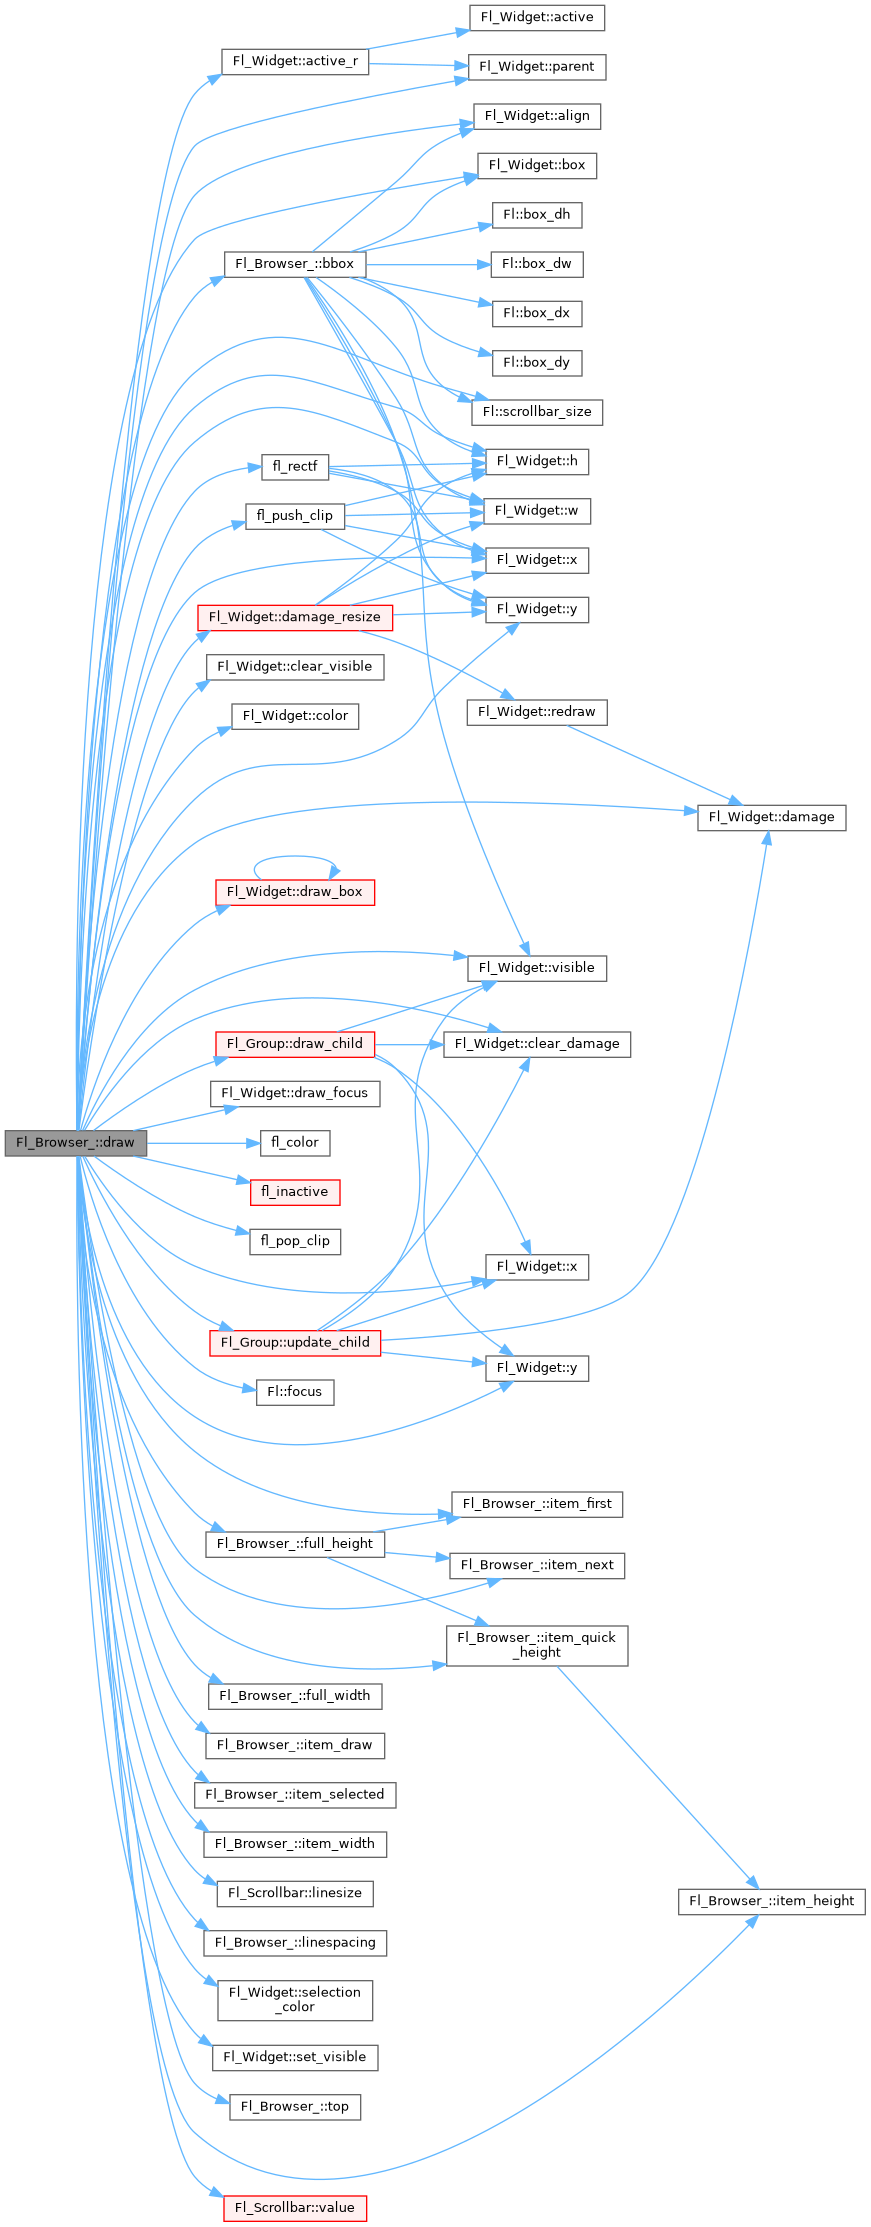 Fl_Widget::active
Fl_Widget::active_r
Fl_Widget::parent
Fl_Widget::align
Fl_Widget::box
Fl::box_dh
Fl_Browser_::bbox
Fl::box_dw
Fl::box_dx
Fl::box_dy
Fl::scrollbar_size
Fl_Widget::h
fl_rectf
Fl_Widget::w
fl_push_clip
Fl_Widget::x
Fl_Widget::y
Fl_Widget::damage_resize
Fl_Widget::clear_visible
Fl_Widget::redraw
Fl_Widget::color
Fl_Widget::damage
Fl_Widget::draw_box
Fl_Widget::visible
Fl_Group::draw_child
Fl_Widget::clear_damage
Fl_Widget::draw_focus
Fl_Browser_::draw
fl_color
fl_inactive
fl_pop_clip
Fl_Widget::x
Fl_Group::update_child
Fl_Widget::y
Fl::focus
Fl_Browser_::item_first
Fl_Browser_::full_height
Fl_Browser_::item_next
Fl_Browser_::item_quick
_height
Fl_Browser_::full_width
Fl_Browser_::item_draw
Fl_Browser_::item_selected
Fl_Browser_::item_width
Fl_Scrollbar::linesize
Fl_Browser_::item_height
Fl_Browser_::linespacing
Fl_Widget::selection
_color
Fl_Widget::set_visible
Fl_Browser_::top
Fl_Scrollbar::value